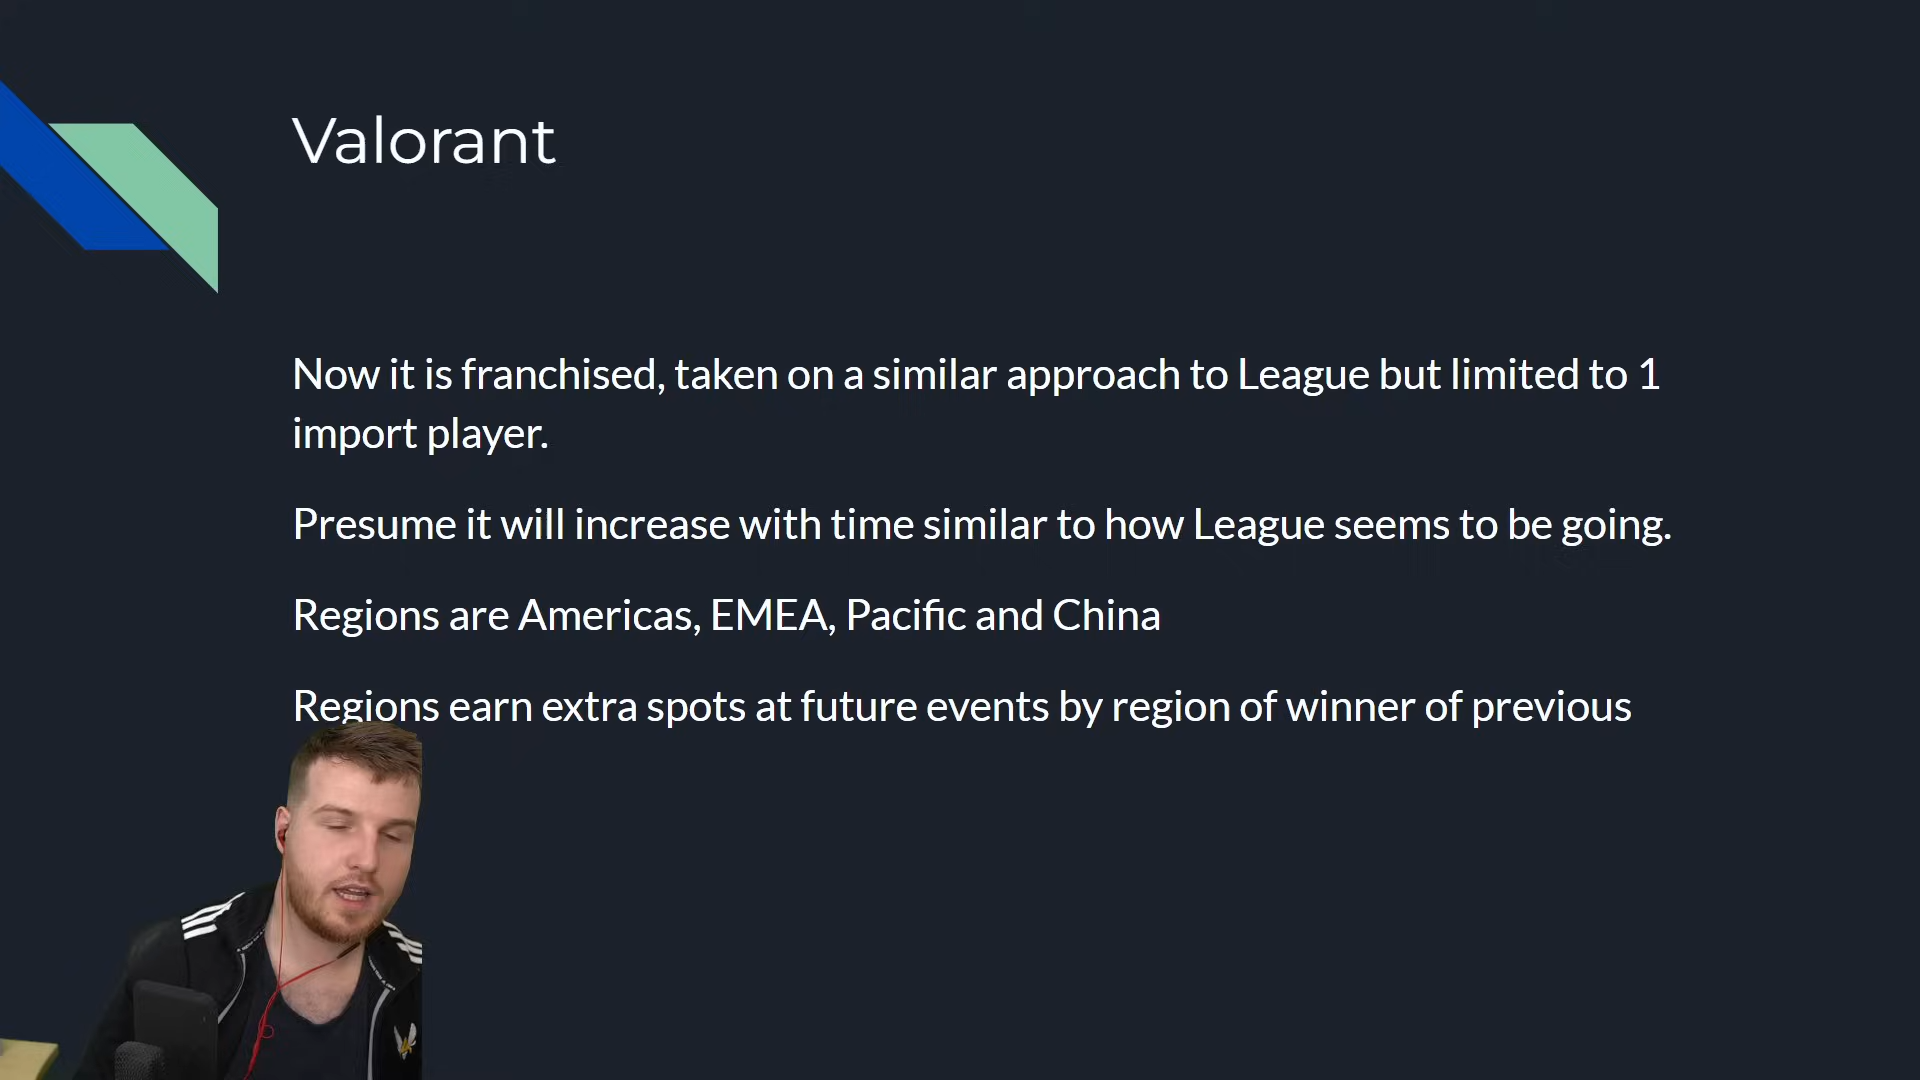 Valorant
Now it is franchised, taken on a similar approach to League but limited to 1
import player.
Presume it will increase with time similar to how League seems to be going.
Regions are Americas, EMEA, Pacific and China
Regions earn extra spots at future events by region of winner of previous